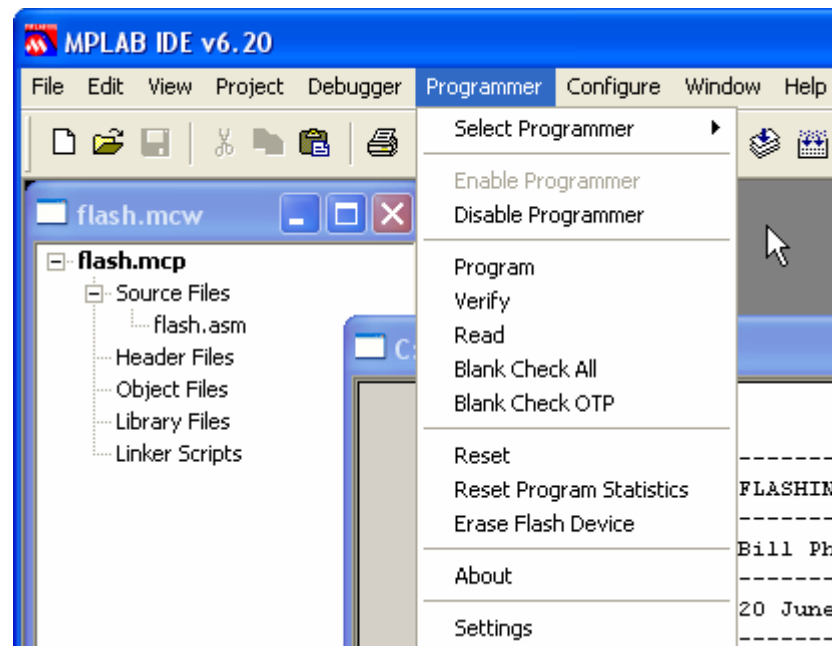 MPLAB IDE v6.20
File Edit View Project Debugger Programmer Configure Window Help
Select Programmer
Enable Programmer
Disable Programmer
Program
Verify
Read
Blank Check All
Blank Check OTP
Reset
Reset Program Statistics
Erase Flash Device
About
Settings
flash.mcw
flash.mcp
Source Files
flash.asm
Header Files
Object Files
Library Files
Linker Scripts
C:
--------
FLASHIN
--------
Bill Ph
--------
20 June
--------